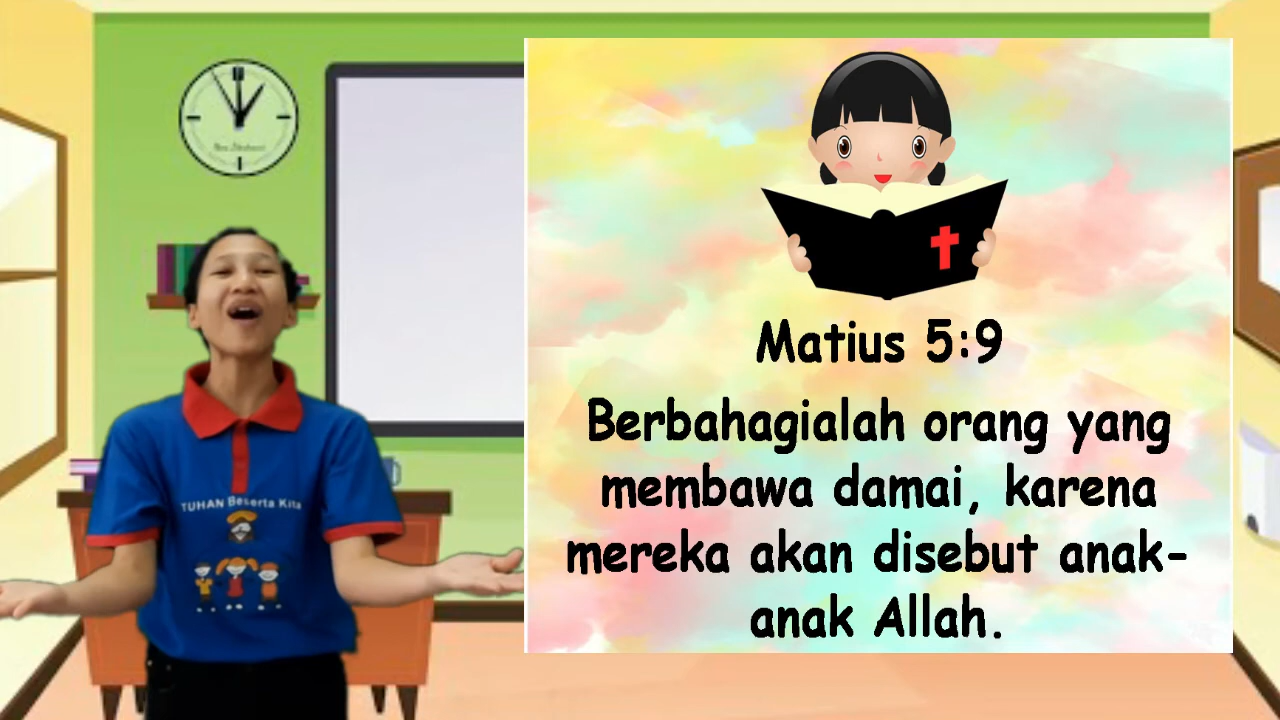 TUHAN Beserta Kita
Matius 5:9
Berbahagialah orang yang
membawa damai, karena
mereka akan disebut anak-
anak Allah.